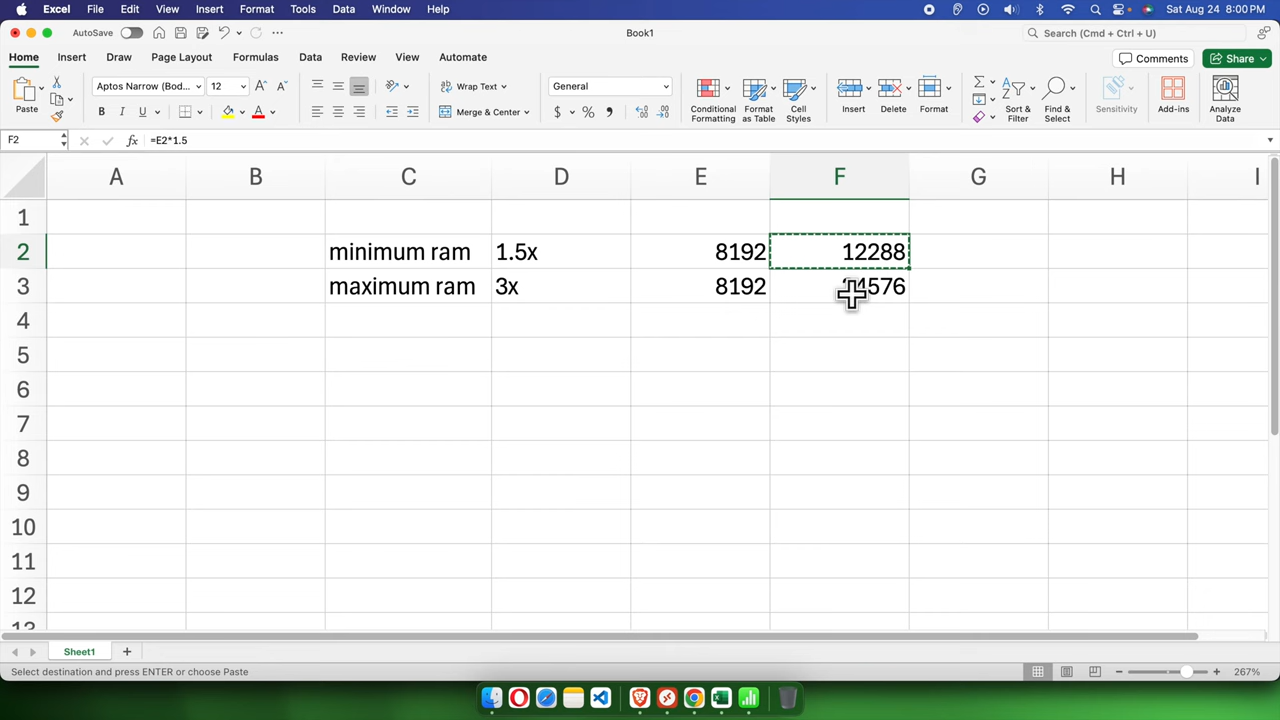 Excel File Edit View Insert Format Tools Data Window Help Sat Aug 24 8:00 PM
AutoSave Book1 Search (Cmd + Ctrl + U)
Home Insert Draw Page Layout Formulas Data Review View Automate Comments Share
Paste Aptos Narrow (Bod... 12 Wrap Text General
B I U A Merge & Center $ % Conditional Formatting Format as Table Cell Styles Insert Delete Format Sort & Filter Find & Select Sensitivity Add-ins Analyze Data
F2 fx =E2*1.5
A B C D E F G H I
1
2 minimum ram 1.5x 8192 12288
3 maximum ram 3x 8192
4
5
6
7
8
9
10
11
12
13
Sheet1
Select destination and press ENTER or choose Paste 267%